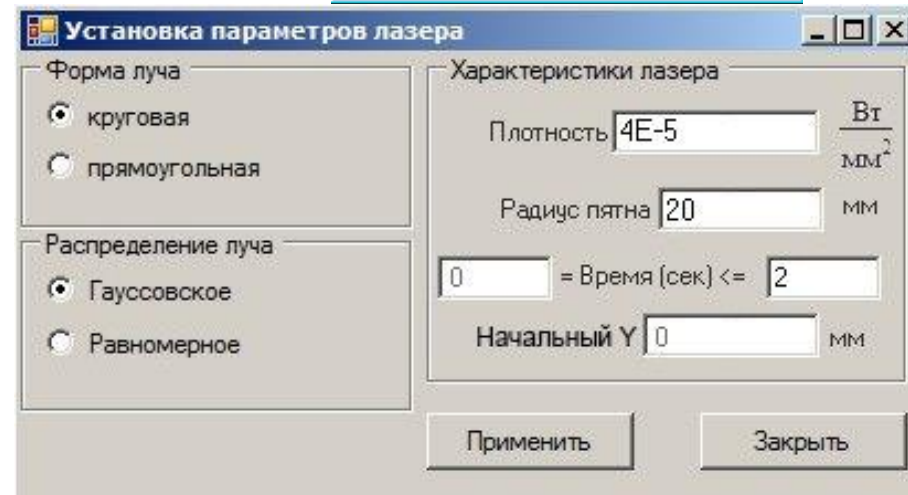 Установка параметров лазера
Форма луча
круговая
прямоугольная
Распределение луча
Гауссовское
Равномерное
Характеристики лазера
Плотность 4E-5 Вт
мм2
Радиус пятна 20 мм
0 = Время (сек) <= 2
Начальный Y 0 мм
Применить Закрыть